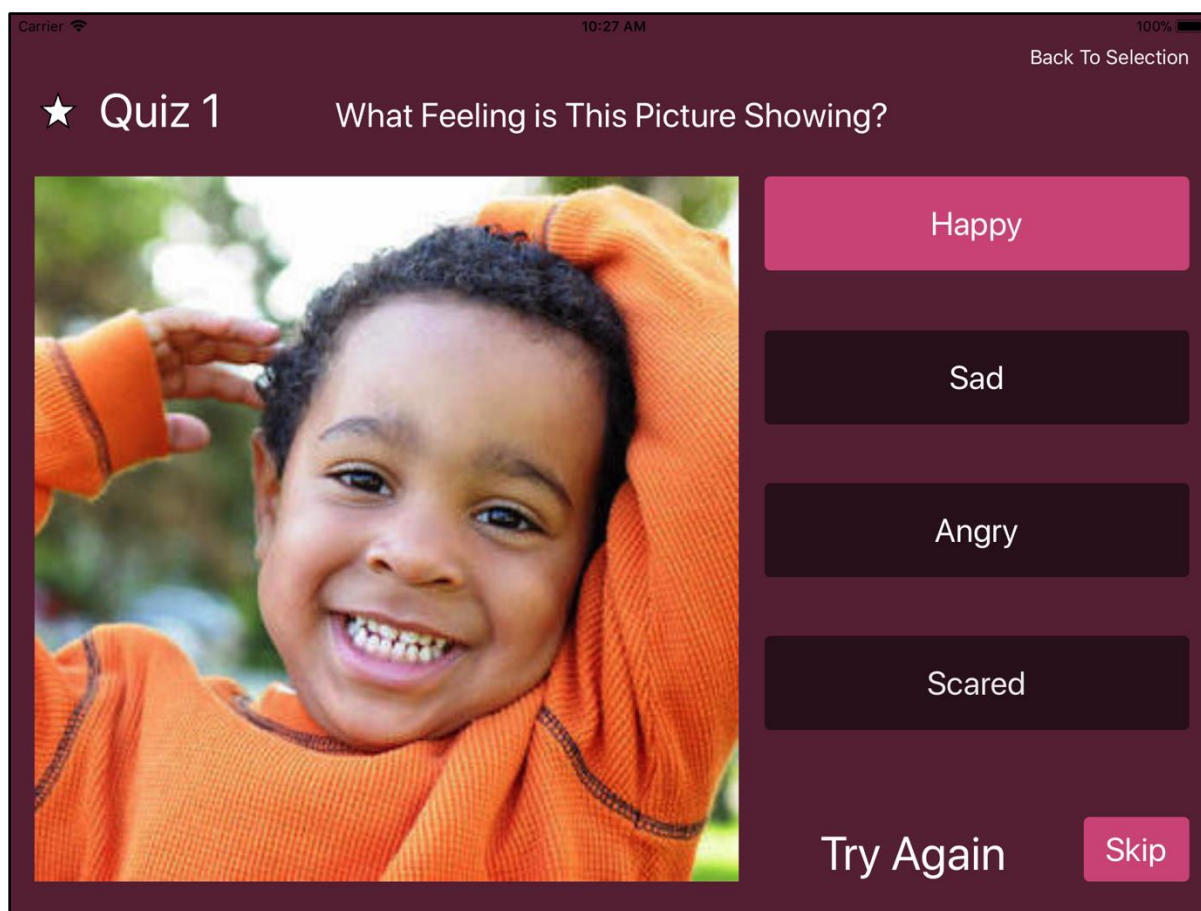 Carrier
10:27 AM
100%
Back To Selection
Quiz 1
What Feeling is This Picture Showing?
Happy
Sad
Angry
Scared
Try Again
Skip